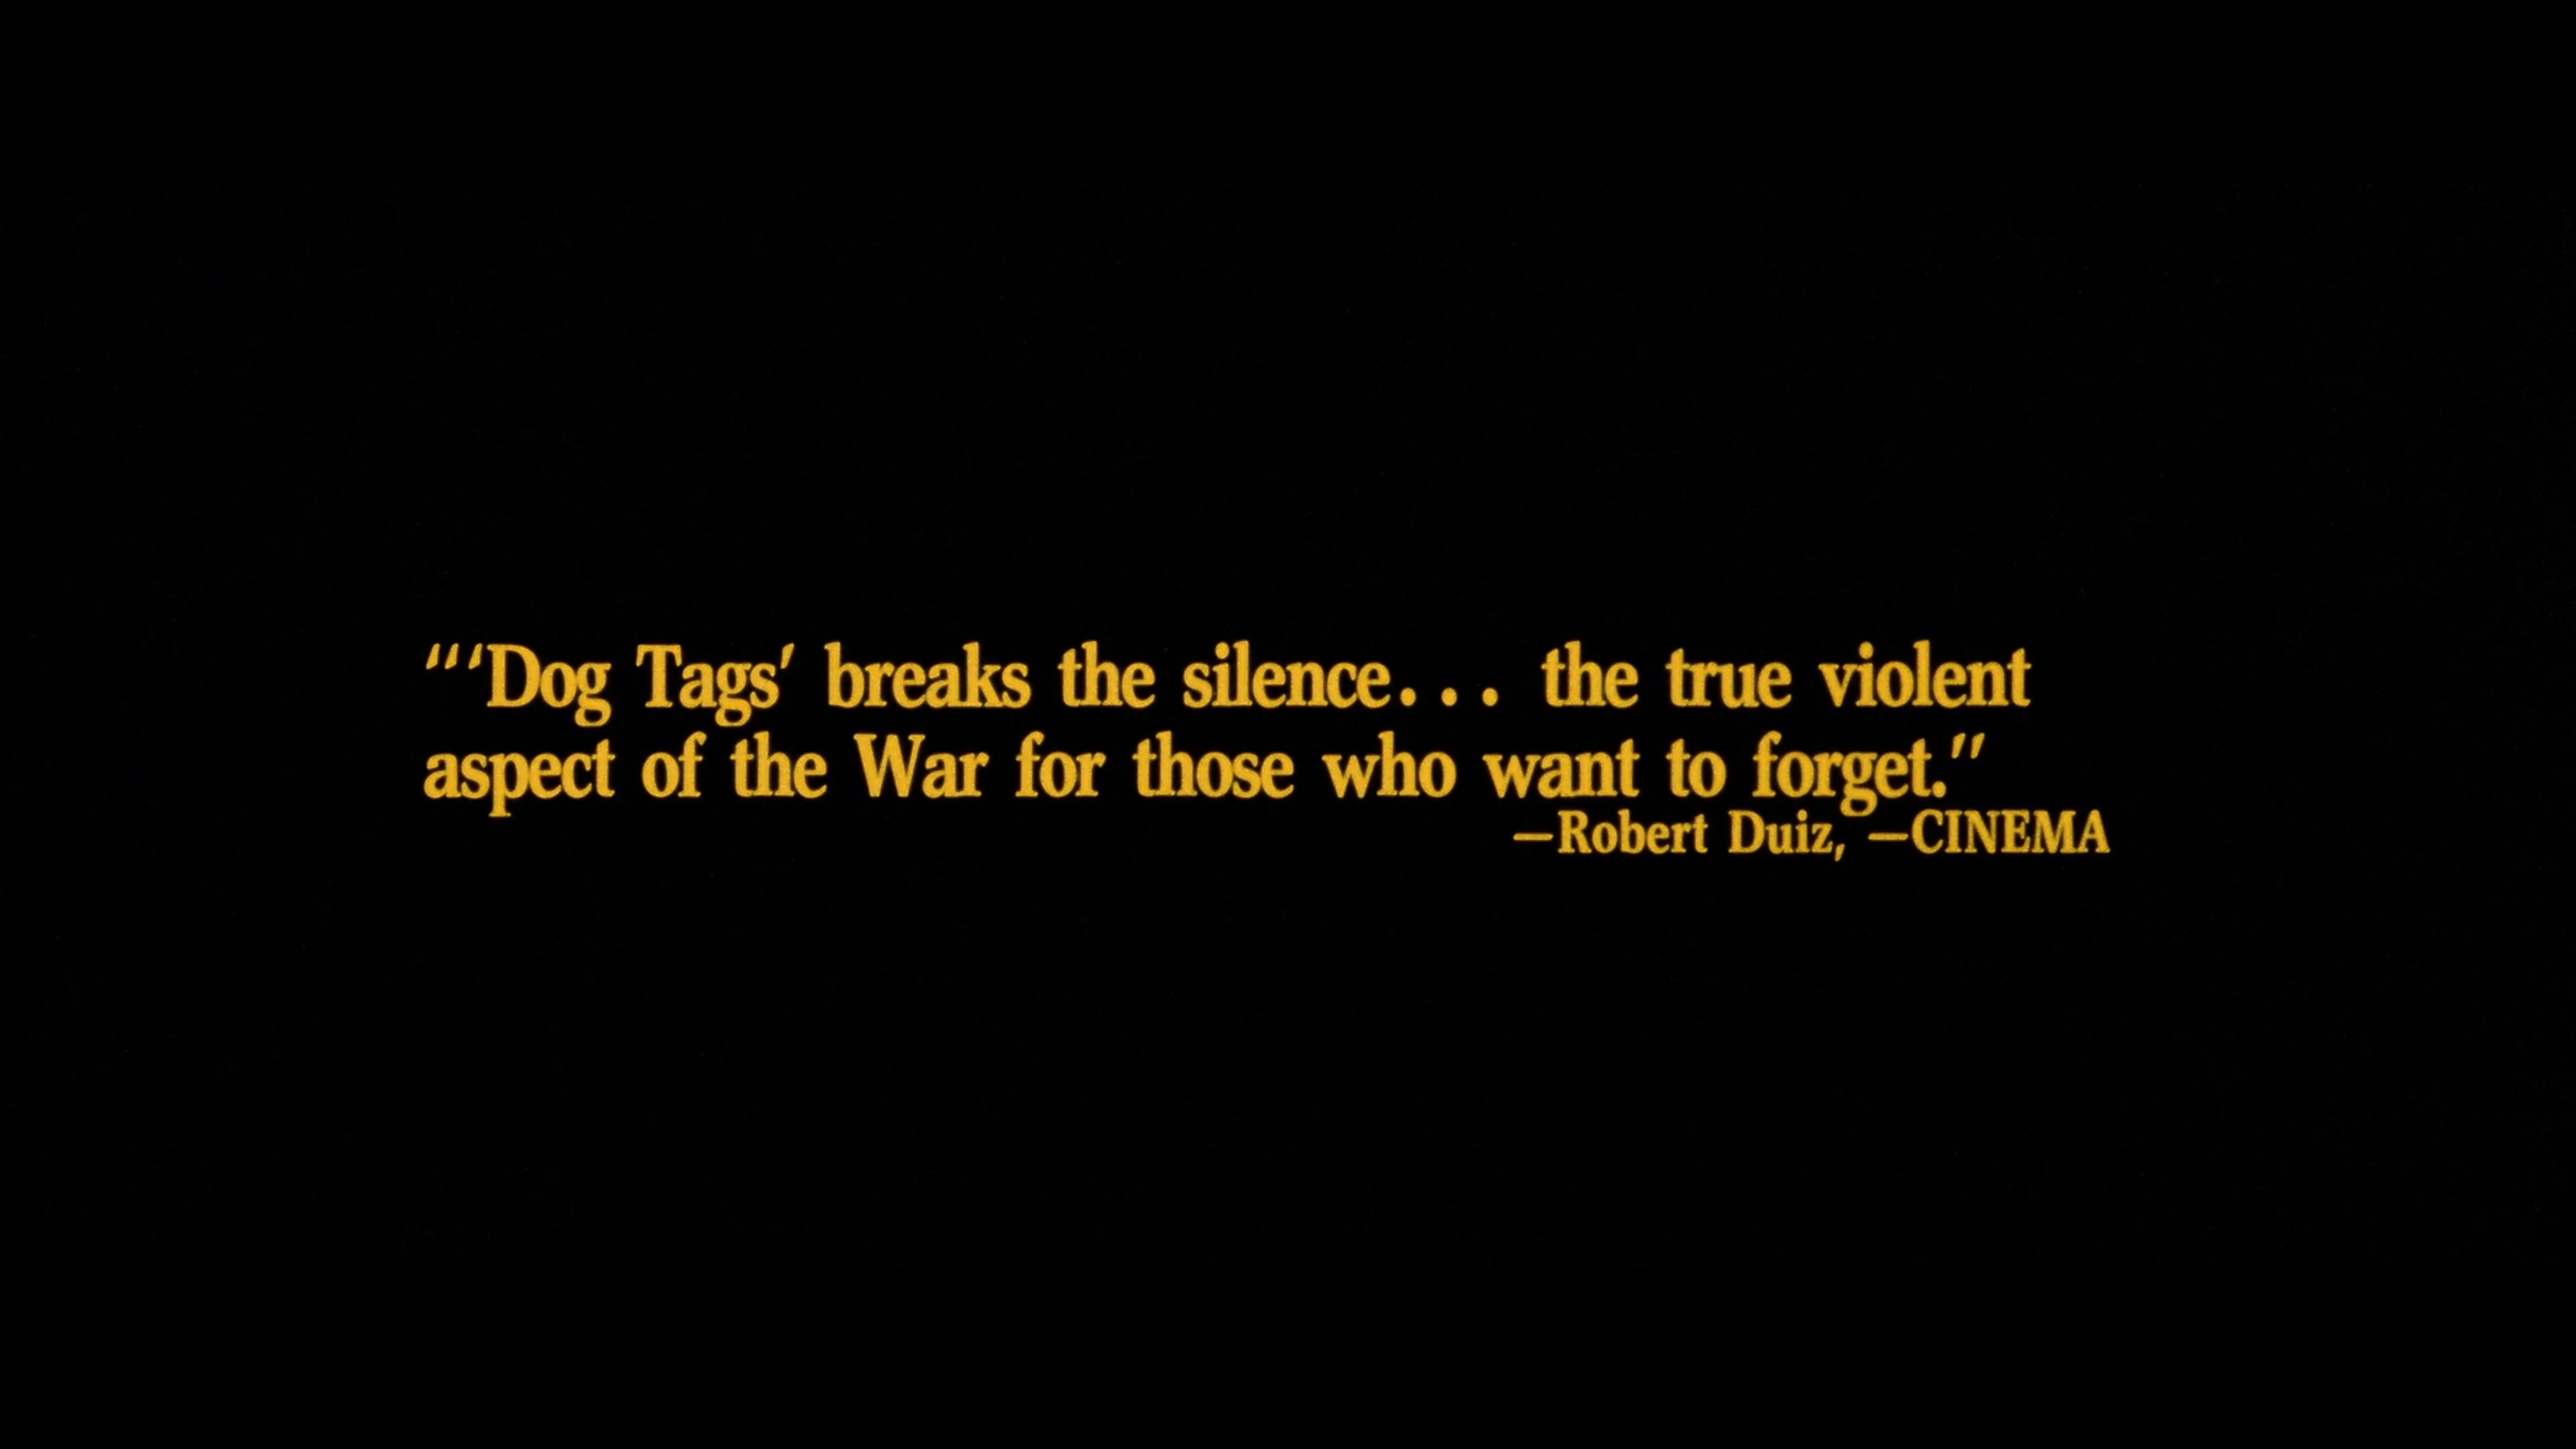 “‘Dog Tags’ breaks the silence... the true violent
aspect of the War for those who want to forget.”
—Robert Duiz, —CINEMA